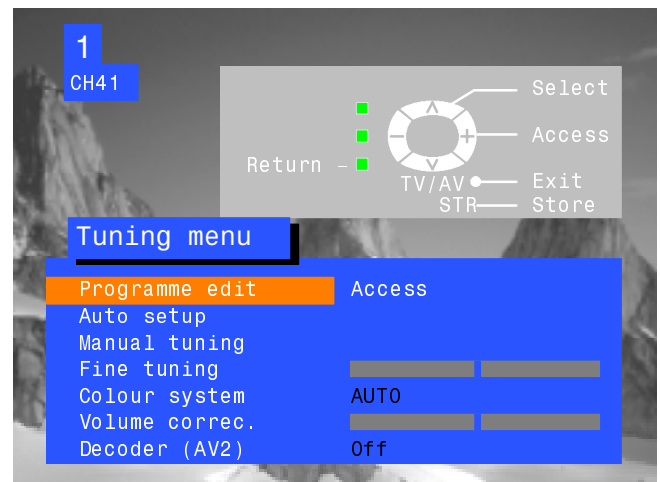 1
CH41
Select
Access
Return
TV/AV Exit
STR Store
Tuning menu
Programme edit Access
Auto setup
Manual tuning
Fine tuning
Colour system AUTO
Volume correc.
Decoder (AV2) Off